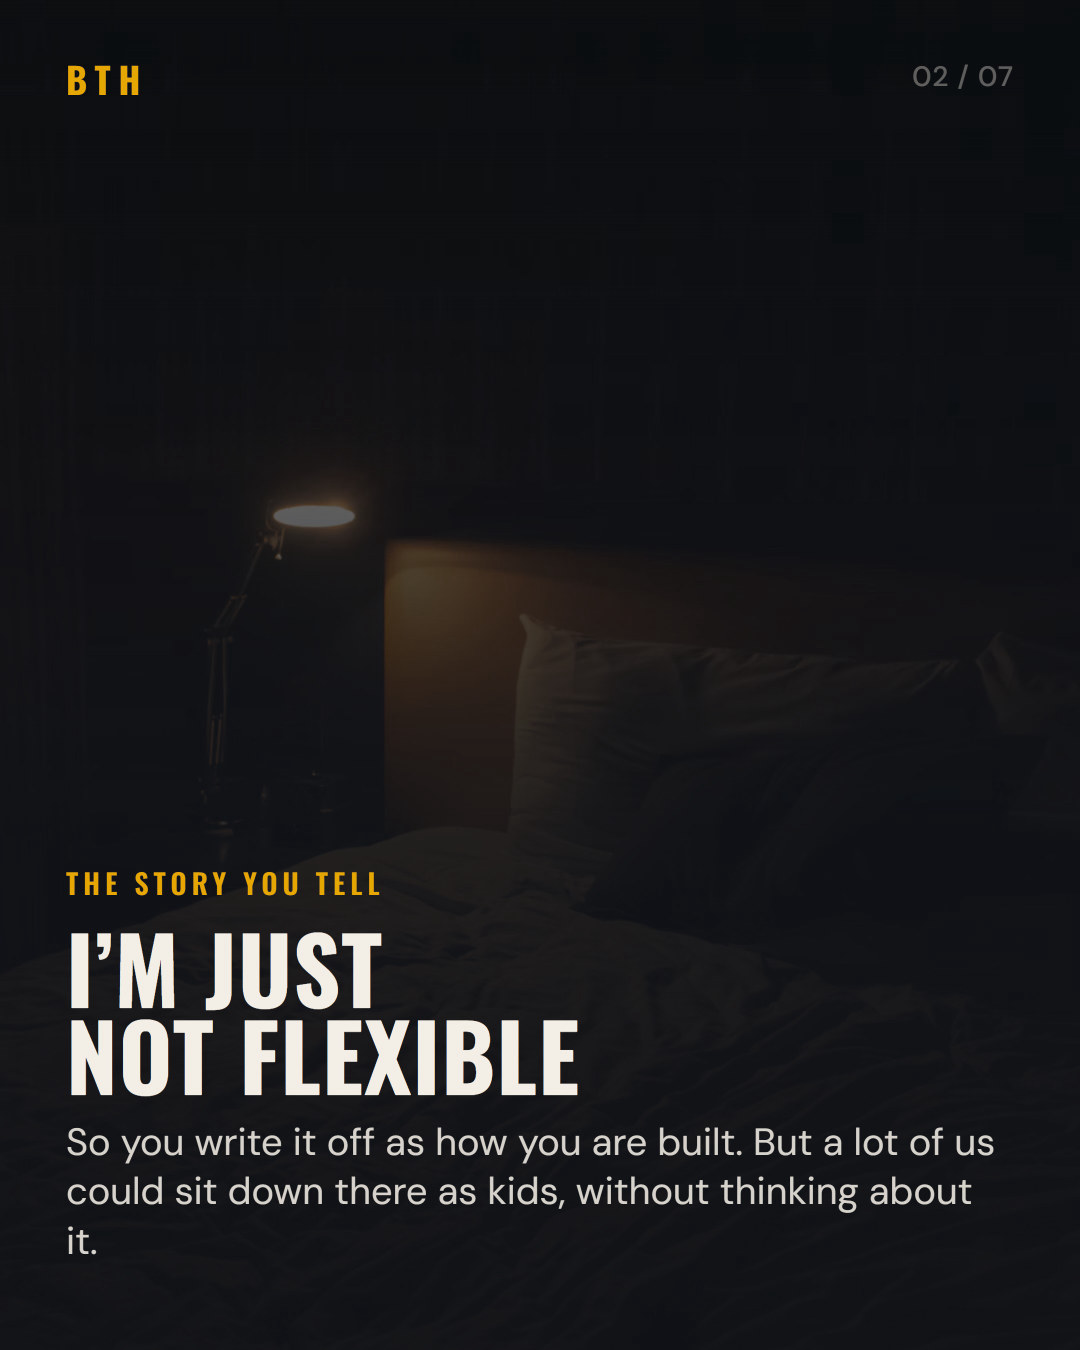 BTH
02 / 07
THE STORY YOU TELL
I’M JUST
NOT FLEXIBLE
So you write it off as how you are built. But a lot of us
could sit down there as kids, without thinking about
it.